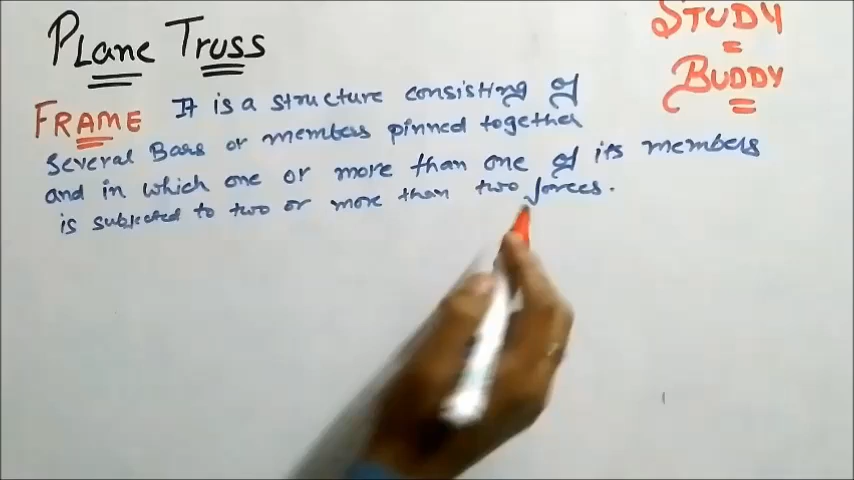 Plane Truss
STUDY
BUDDY
FRAME It is a structure consisting of
several Bars or members pinned together
and in which one or more than one of its members
is subjected to two or more than two forces.